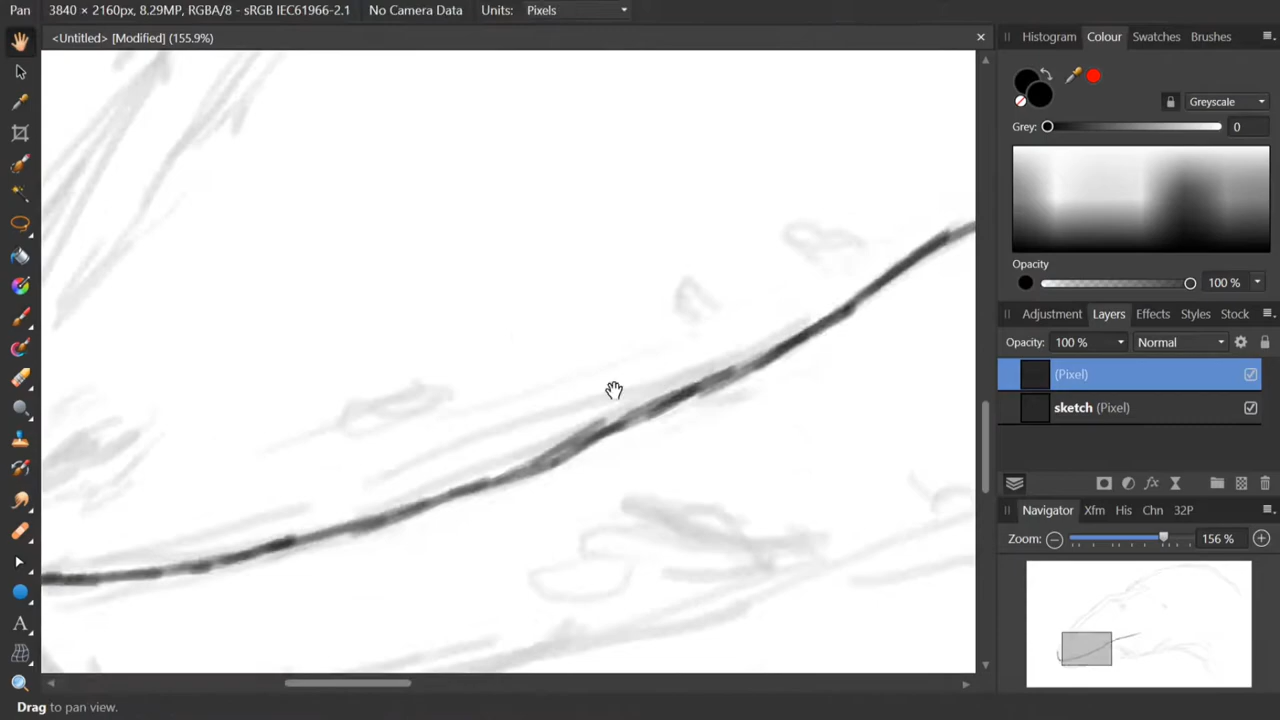 Pan 3840 × 2160px, 8.29MP, RGBA/8 - sRGB IEC61966-2.1 No Camera Data Units: Pixels
<Untitled> [Modified] (155.9%)
Histogram Colour Swatches Brushes
Greyscale
Grey: 0
Opacity
100 %
Adjustment Layers Effects Styles Stock
Opacity: 100 % Normal
(Pixel)
sketch (Pixel)
Navigator Xfm His Chn 32P
Zoom: 156 %
Drag to pan view.